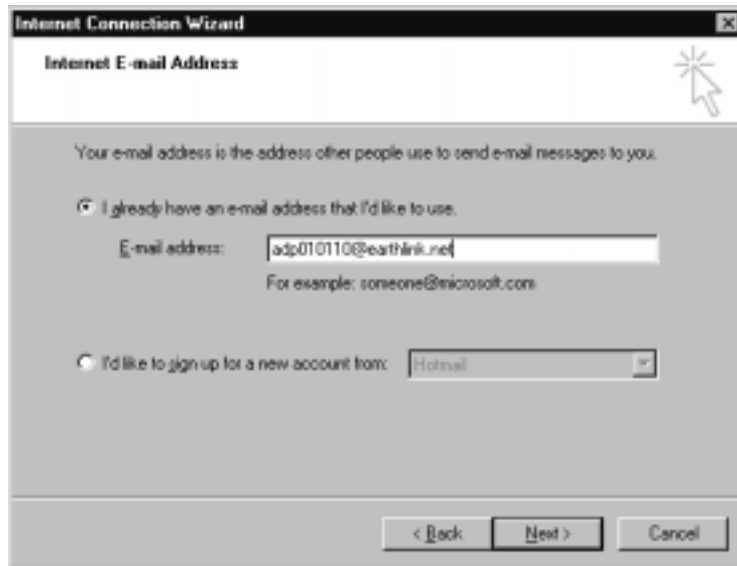 Internet Connection Wizard
Internet E-mail Address
Your e-mail address is the address other people use to send e-mail messages to you.
I already have an e-mail address that I'd like to use.
E-mail address: adp010110@earthlink.net
For example: someone@microsoft.com
I'd like to sign up for a new account from: Hotmail
< Back Next > Cancel